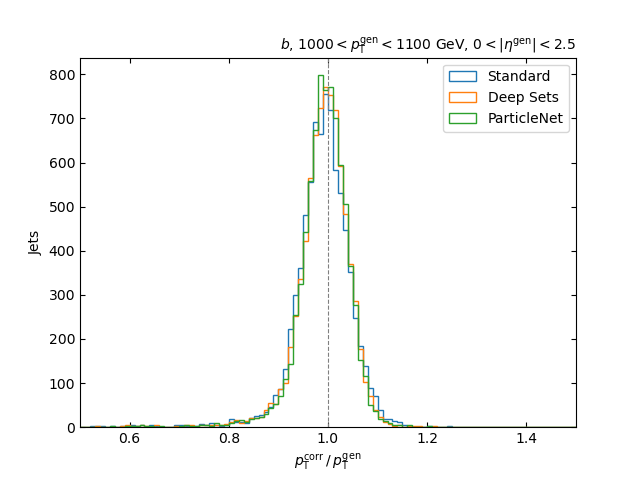 b, 1000 < p_T^gen < 1100 GeV, 0 < |η^gen| < 2.5
Standard
Deep Sets
ParticleNet
Jets
800
700
600
500
400
300
200
100
0
0.6 0.8 1.0 1.2 1.4
p_T^corr / p_T^gen